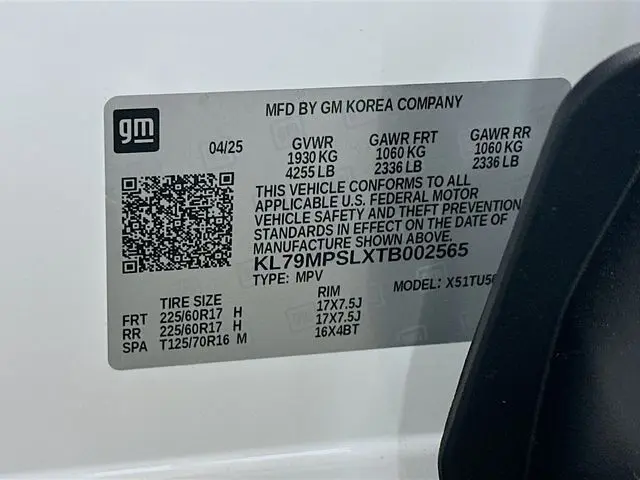 MFD BY GM KOREA COMPANY
gm
04/25
GVWR GAWR FRT GAWR RR
1930 KG 1060 KG 1060 KG
4255 LB 2336 LB 2336 LB
THIS VEHICLE CONFORMS TO ALL
APPLICABLE U.S. FEDERAL MOTOR
VEHICLE SAFETY AND THEFT PREVENTION
STANDARDS IN EFFECT ON THE DATE OF
MANUFACTURE SHOWN ABOVE.
KL79MPSLXTB002565
TYPE: MPV MODEL:
TIRE SIZE RIM
FRT 225/60R17 H 17X7.5J
RR 225/60R17 H 17X7.5J
SPA T125/70R16 M 16X4BT